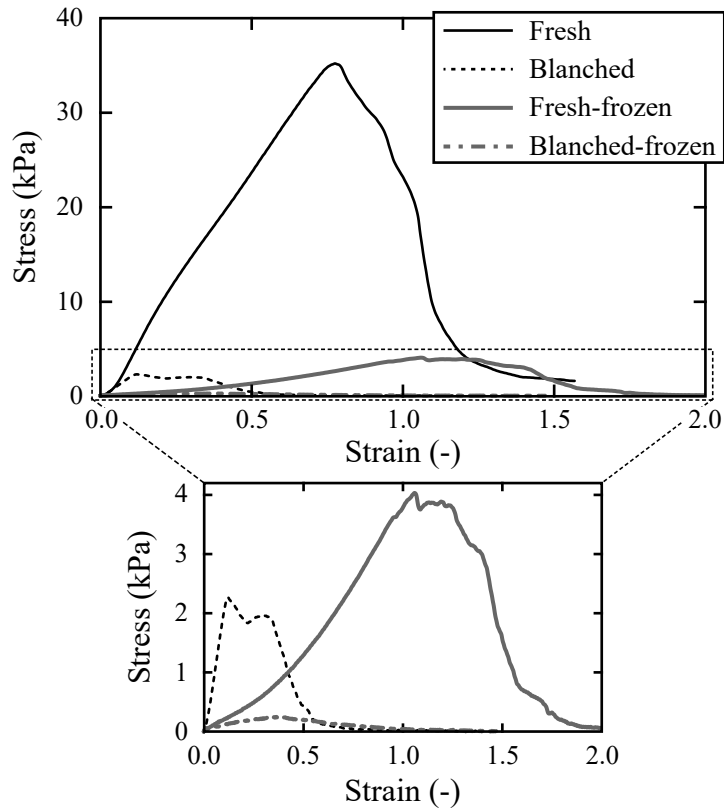 40
30
20
10
0
Stress (kPa)
Fresh
Blanched
Fresh-frozen
Blanched-frozen
0.0 0.5 1.0 1.5 2.0
Strain (-)
4
3
2
1
0
Stress (kPa)
0.0 0.5 1.0 1.5 2.0
Strain (-)